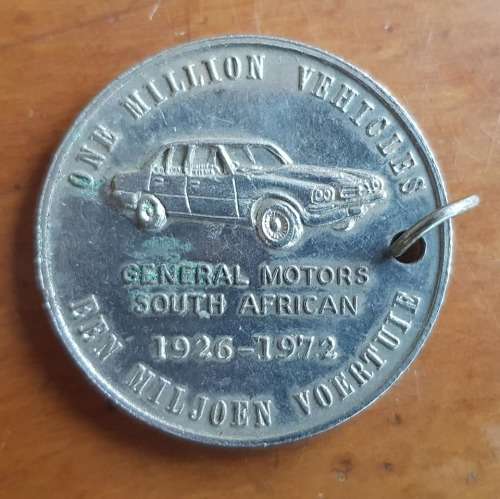 ONE MILLION VEHICLES
GENERAL MOTORS
SOUTH AFRICAN
1926-1972
EEN MILJOEN VOERTUIE